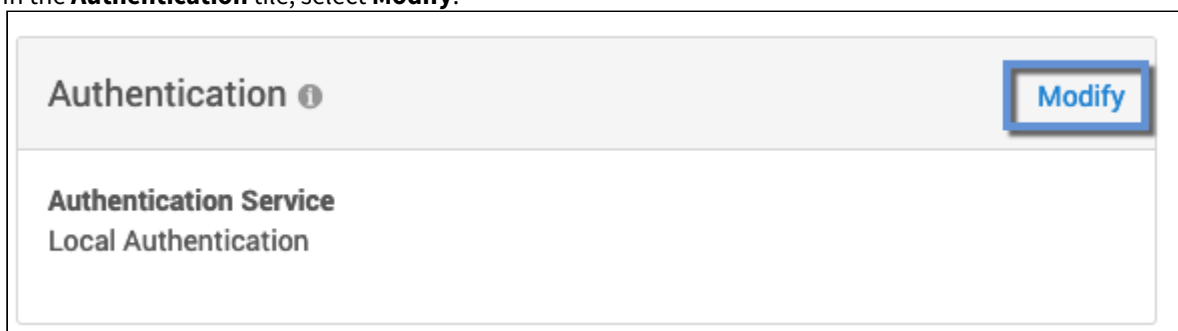 In the Authentication tile, select Modify.
Authentication
Modify
Authentication Service
Local Authentication